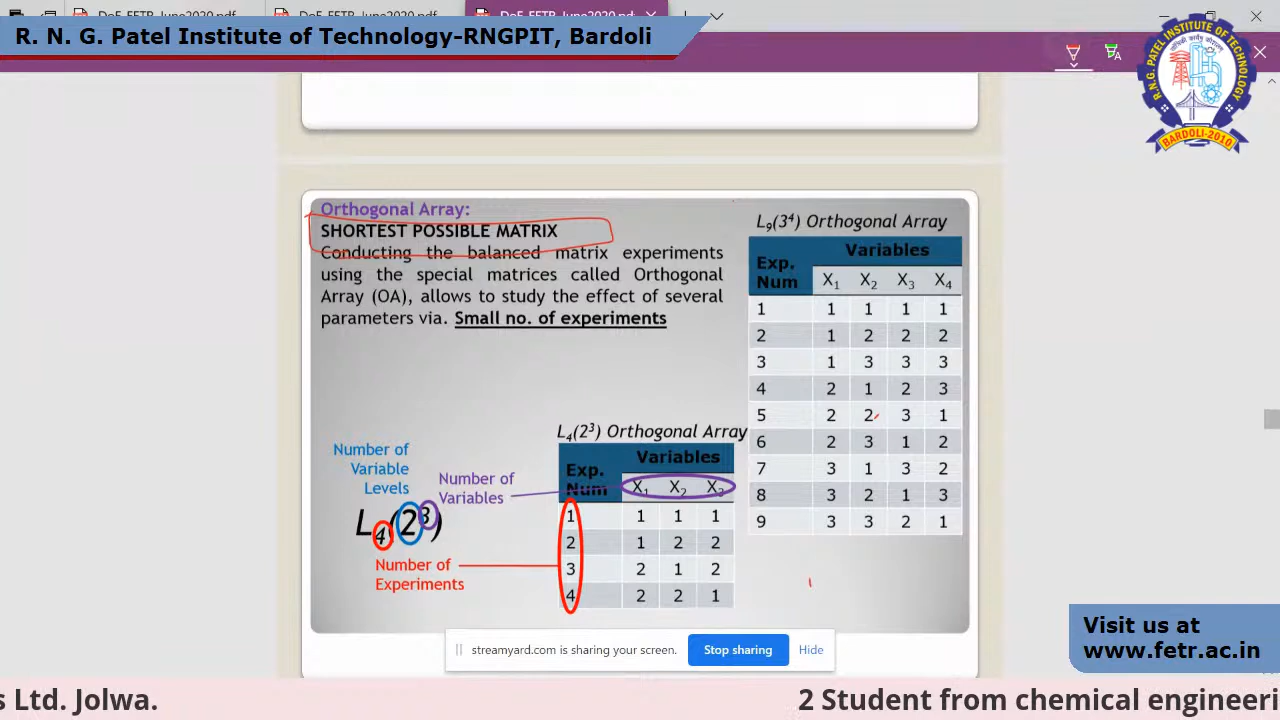 DoE-FETR-June2020.pdf
R. N. G. Patel Institute of Technology-RNGPIT, Bardoli
R.N.G. PATEL INSTITUTE OF TECHNOLOGY
BARDOLI-2010
Orthogonal Array:
SHORTEST POSSIBLE MATRIX
Conducting the balanced matrix experiments
using the special matrices called Orthogonal
Array (OA), allows to study the effect of several
parameters via. Small no. of experiments
L9(3⁴) Orthogonal Array
Exp. Num Variables
X₁ X₂ X₃ X₄
1 1 1 1 1
2 1 2 2 2
3 1 3 3 3
4 2 1 2 3
5 2 2 3 1
6 2 3 1 2
7 3 1 3 2
8 3 2 1 3
9 3 3 2 1
Number of
Variable
Levels
Number of
Variables
L₄(2³)
Number of
Experiments
L₄(2³) Orthogonal Array
Exp. Num Variables
X₁ X₂ X₃
1 1 1 1
2 1 2 2
3 2 1 2
4 2 2 1
streamyard.com is sharing your screen.
Stop sharing
Hide
Visit us at
www.fetr.ac.in
s Ltd. Jolwa.
2 Student from chemical engineeri